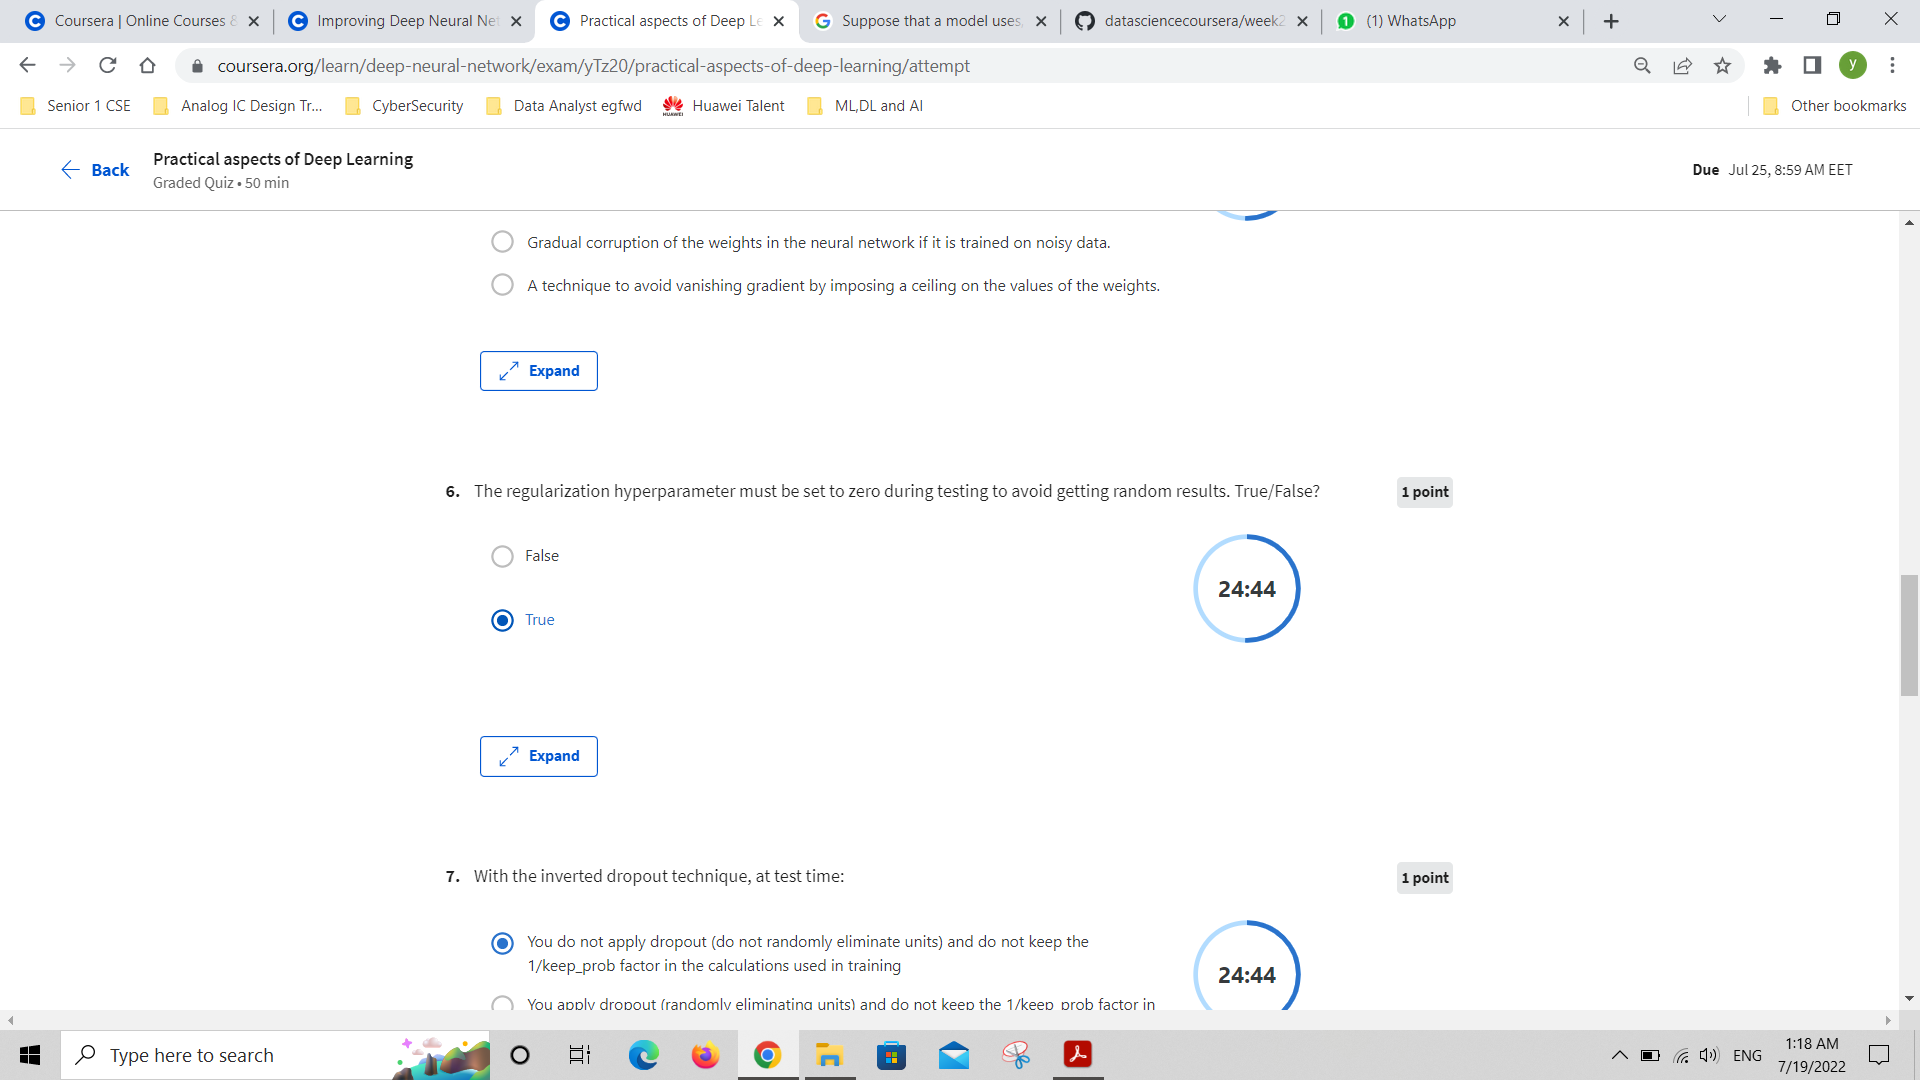 Coursera | Online Courses &
Improving Deep Neural Net
Practical aspects of Deep Le
Suppose that a model uses,
datasciencecoursera/week2
1
(1) WhatsApp
coursera.org/learn/deep-neural-network/exam/yTz20/practical-aspects-of-deep-learning/attempt
y
Senior 1 CSE
Analog IC Design Tr...
CyberSecurity
Data Analyst egfwd
HUAWEI
Huawei Talent
ML,DL and AI
Other bookmarks
Back
Practical aspects of Deep Learning
Graded Quiz • 50 min
Due Jul 25, 8:59 AM EET
Gradual corruption of the weights in the neural network if it is trained on noisy data.
A technique to avoid vanishing gradient by imposing a ceiling on the values of the weights.
Expand
6. The regularization hyperparameter must be set to zero during testing to avoid getting random results. True/False?
1 point
False
24:44
True
Expand
7. With the inverted dropout technique, at test time:
1 point
You do not apply dropout (do not randomly eliminate units) and do not keep the
1/keep_prob factor in the calculations used in training
24:44
You apply dropout (randomly eliminating units) and do not keep the 1/keep_prob factor in
Type here to search
ENG
1:18 AM
7/19/2022